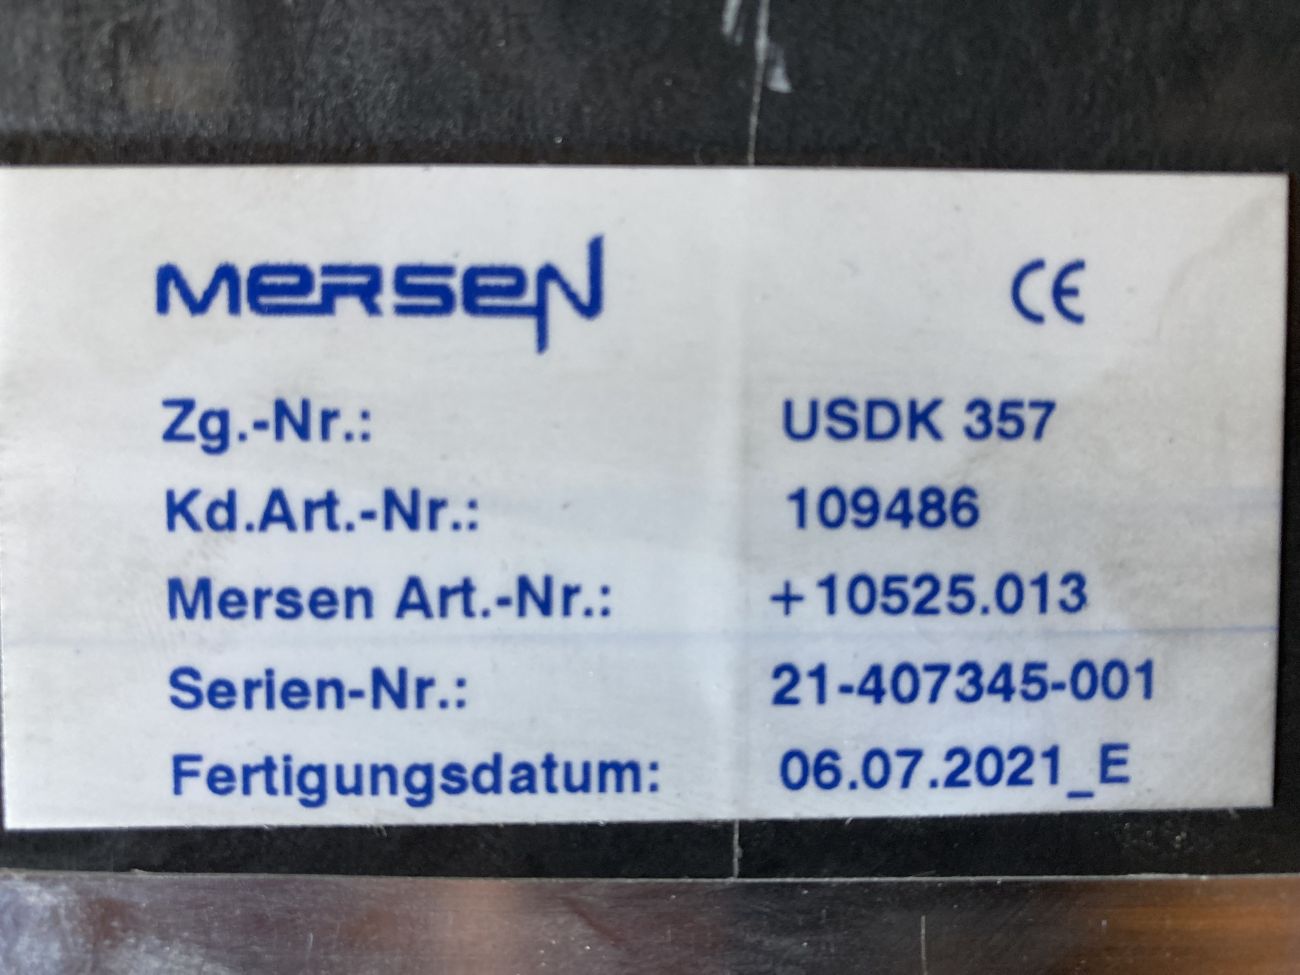 MERSEN CE
Zg.-Nr.: USDK 357
Kd.Art.-Nr.: 109486
Mersen Art.-Nr.: +10525.013
Serien-Nr.: 21-407345-001
Fertigungsdatum: 06.07.2021_E